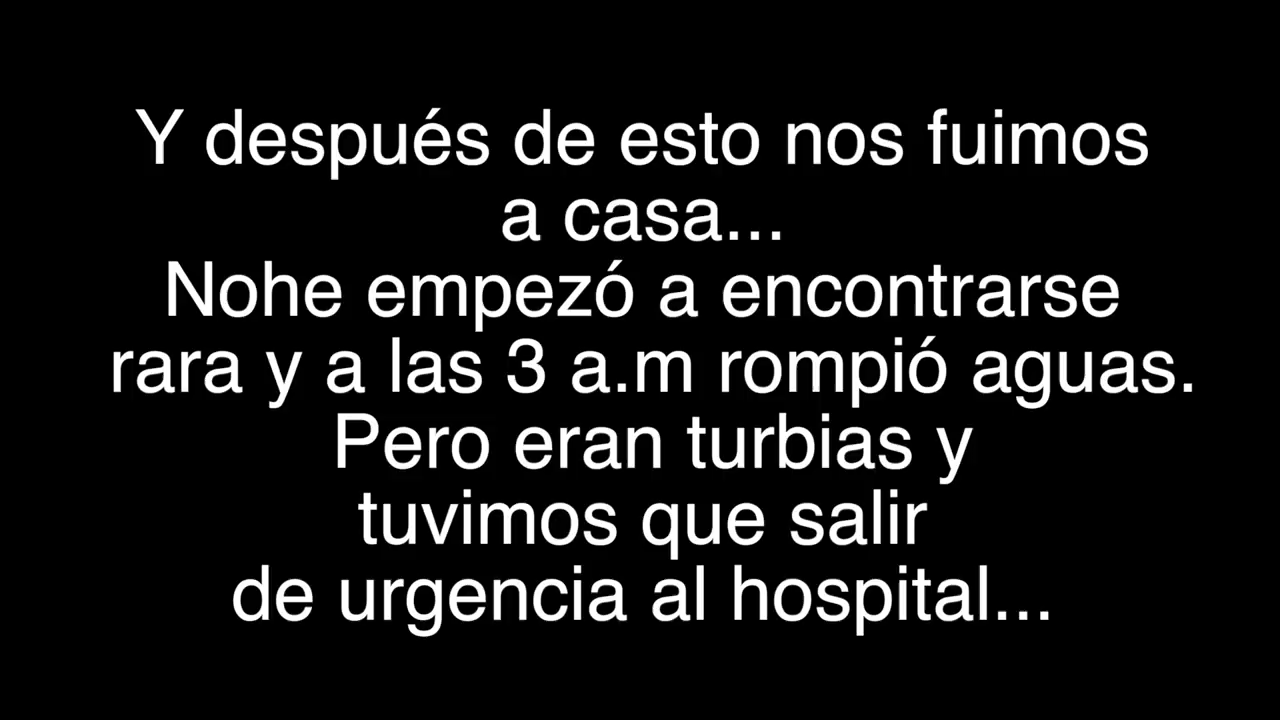 Y después de esto nos fuimos
a casa...
Nohe empezó a encontrarse
rara y a las 3 a.m rompió aguas.
Pero eran turbias y
tuvimos que salir
de urgencia al hospital...